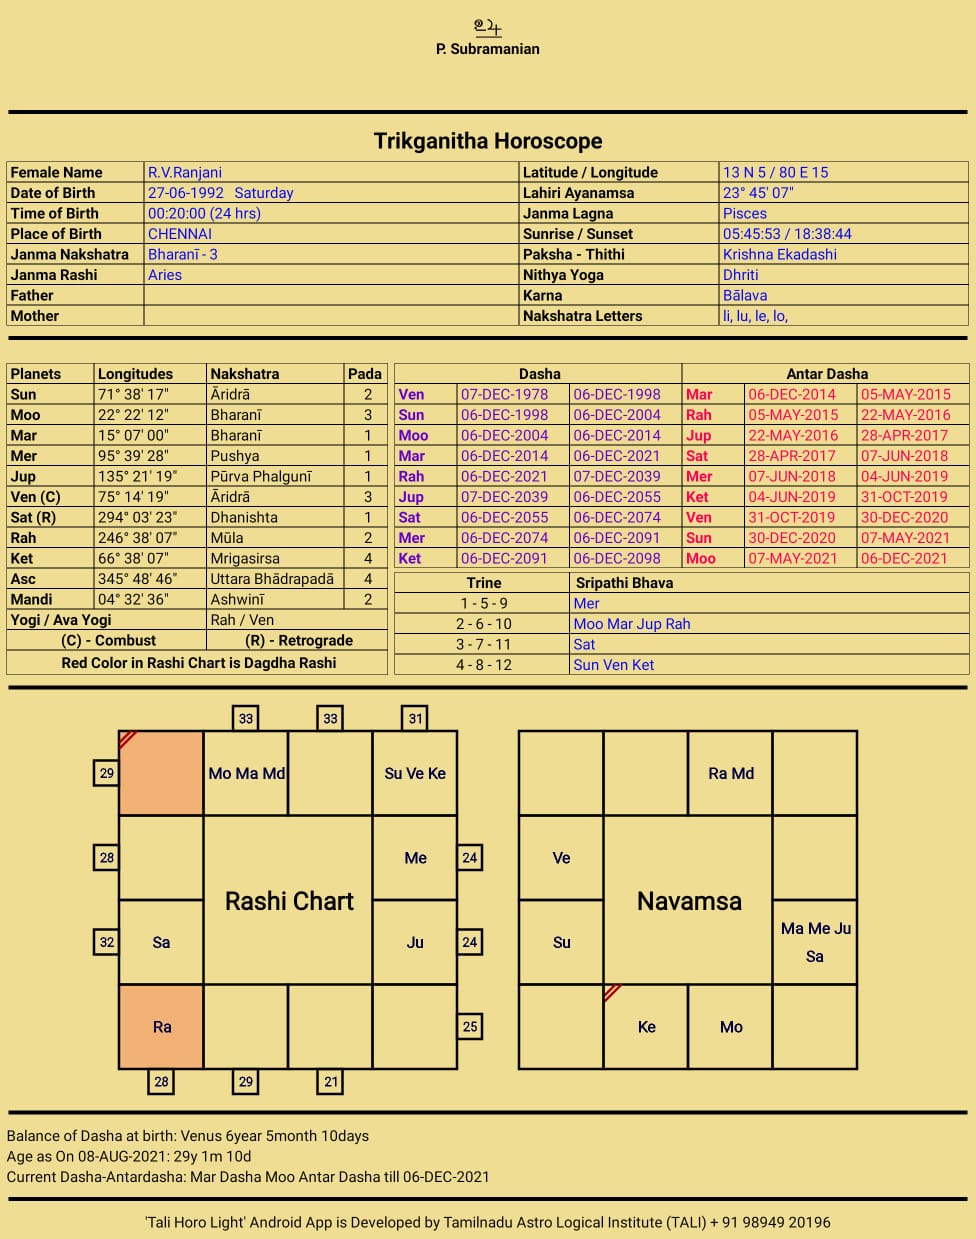 உ
P. Subramanian
Trikganitha Horoscope
Female Name R.V.Ranjani Latitude / Longitude 13 N 5 / 80 E 15
Date of Birth 27-06-1992 Saturday Lahiri Ayanamsa 23° 45' 07"
Time of Birth 00:20:00 (24 hrs) Janma Lagna Pisces
Place of Birth CHENNAI Sunrise / Sunset 05:45:53 / 18:38:44
Janma Nakshatra Bharanī - 3 Paksha - Thithi Krishna Ekadashi
Janma Rashi Aries Nithya Yoga Dhriti
Father Karna Bālava
Mother Nakshatra Letters li, lu, le, lo,
Planets Longitudes Nakshatra Pada
Sun 71° 38' 17" Āridrā 2
Moo 22° 22' 12" Bharanī 3
Mar 15° 07' 00" Bharanī 1
Mer 95° 39' 28" Pushya 1
Jup 135° 21' 19" Pūrva Phalgunī 1
Ven (C) 75° 14' 19" Āridrā 3
Sat (R) 294° 03' 23" Dhanishta 1
Rah 246° 38' 07" Mūla 2
Ket 66° 38' 07" Mrigasirsa 4
Asc 345° 48' 46" Uttara Bhādrapadā 4
Mandi 04° 32' 36" Ashwinī 2
Yogi / Ava Yogi Rah / Ven
(C) - Combust (R) - Retrograde
Red Color in Rashi Chart is Dagdha Rashi
Dasha Antar Dasha
Ven 07-DEC-1978 06-DEC-1998 Mar 06-DEC-2014 05-MAY-2015
Sun 06-DEC-1998 06-DEC-2004 Rah 05-MAY-2015 22-MAY-2016
Moo 06-DEC-2004 06-DEC-2014 Jup 22-MAY-2016 28-APR-2017
Mar 06-DEC-2014 06-DEC-2021 Sat 28-APR-2017 07-JUN-2018
Rah 06-DEC-2021 07-DEC-2039 Mer 07-JUN-2018 04-JUN-2019
Jup 07-DEC-2039 06-DEC-2055 Ket 04-JUN-2019 31-OCT-2019
Sat 06-DEC-2055 06-DEC-2074 Ven 31-OCT-2019 30-DEC-2020
Mer 06-DEC-2074 06-DEC-2091 Sun 30-DEC-2020 07-MAY-2021
Ket 06-DEC-2091 06-DEC-2098 Moo 07-MAY-2021 06-DEC-2021
Trine Sripathi Bhava
1 - 5 - 9 Mer
2 - 6 - 10 Moo Mar Jup Rah
3 - 7 - 11 Sat
4 - 8 - 12 Sun Ven Ket
33 33 31
29 Mo Ma Md Su Ve Ke
28 Me 24
Rashi Chart
32 Sa Ju 24
Ra 25
28 29 21
Ra Md
Ve
Navamsa
Su Ma Me Ju
Sa
Ke Mo
Balance of Dasha at birth: Venus 6year 5month 10days
Age as On 08-AUG-2021: 29y 1m 10d
Current Dasha-Antardasha: Mar Dasha Moo Antar Dasha till 06-DEC-2021
'Tali Horo Light' Android App is Developed by Tamilnadu Astro Logical Institute (TALI) + 91 98949 20196